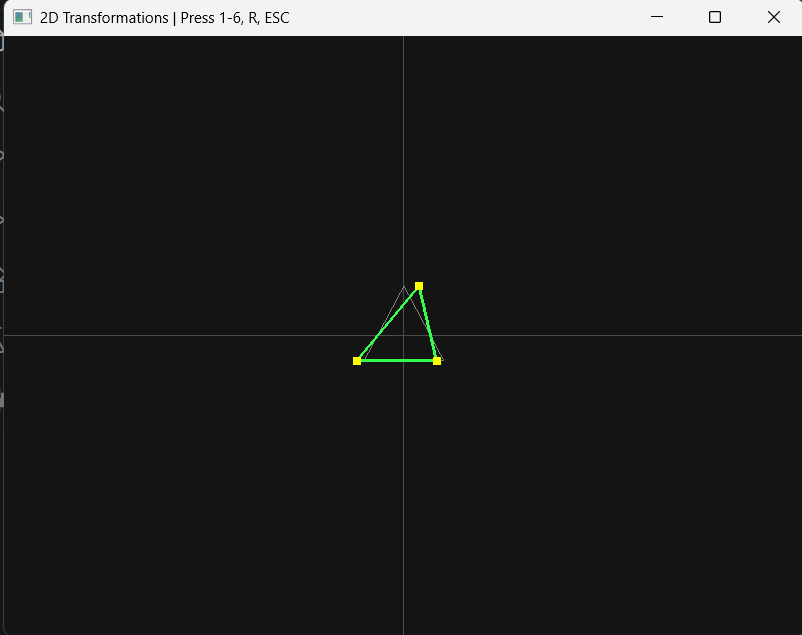 2D Transformations | Press 1-6, R, ESC